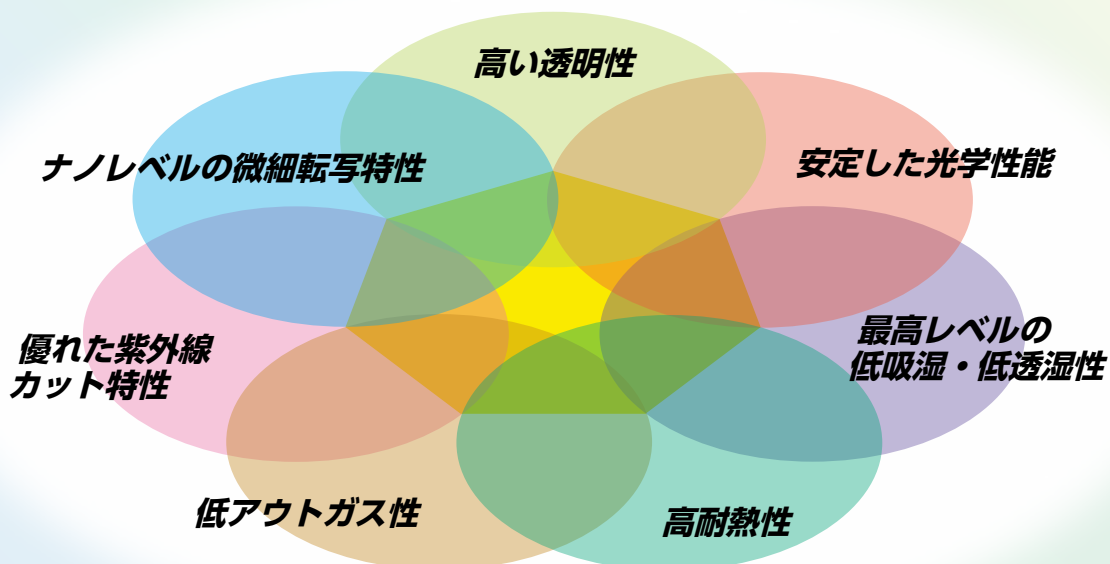 高い透明性
ナノレベルの微細転写特性
安定した光学性能
優れた紫外線
カット特性
最高レベルの
低吸湿・低透湿性
低アウトガス性
高耐熱性